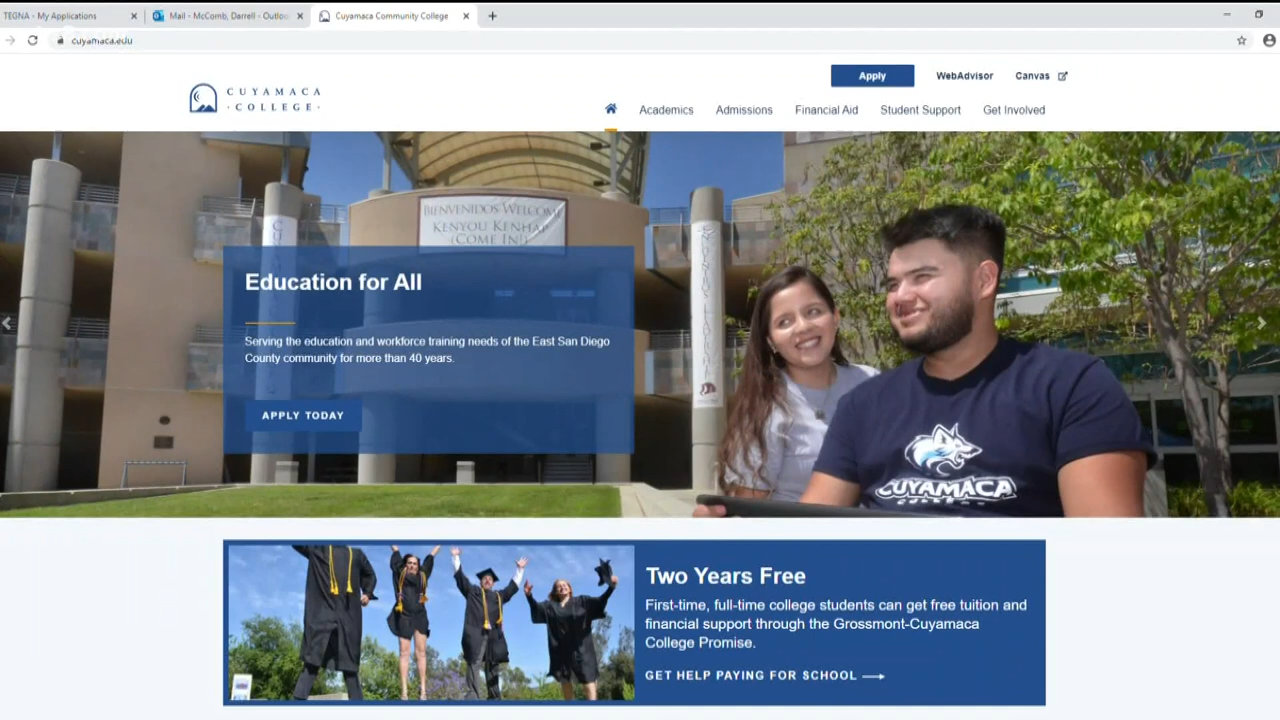 TEGNA - My Applications
Mail - McComb, Darrell - Outloo
Cuyamaca Community College
cuyamaca.edu
Apply
WebAdvisor
Canvas
CUYAMACA
· COLLEGE ·
Academics
Admissions
Financial Aid
Student Support
Get Involved
BIENVENIDOS WELCOME
KENYOU KENHAP
(COME IN!)
Education for All
Serving the education and workforce training needs of the East San Diego
County community for more than 40 years.
APPLY TODAY
CUYAMACA
COLLEGE
Two Years Free
First-time, full-time college students can get free tuition and
financial support through the Grossmont-Cuyamaca
College Promise.
GET HELP PAYING FOR SCHOOL